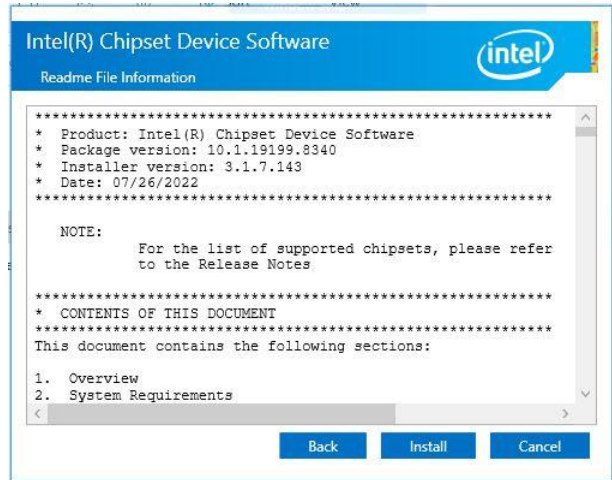 Intel(R) Chipset Device Software
intel
Readme File Information
************************************************************
*  Product: Intel(R) Chipset Device Software
*  Package version: 10.1.19199.8340
*  Installer version: 3.1.7.143
*  Date: 07/26/2022
************************************************************
NOTE:
For the list of supported chipsets, please refer
to the Release Notes
************************************************************
*  CONTENTS OF THIS DOCUMENT
************************************************************
This document contains the following sections:
1.  Overview
2.  System Requirements
Back Install Cancel